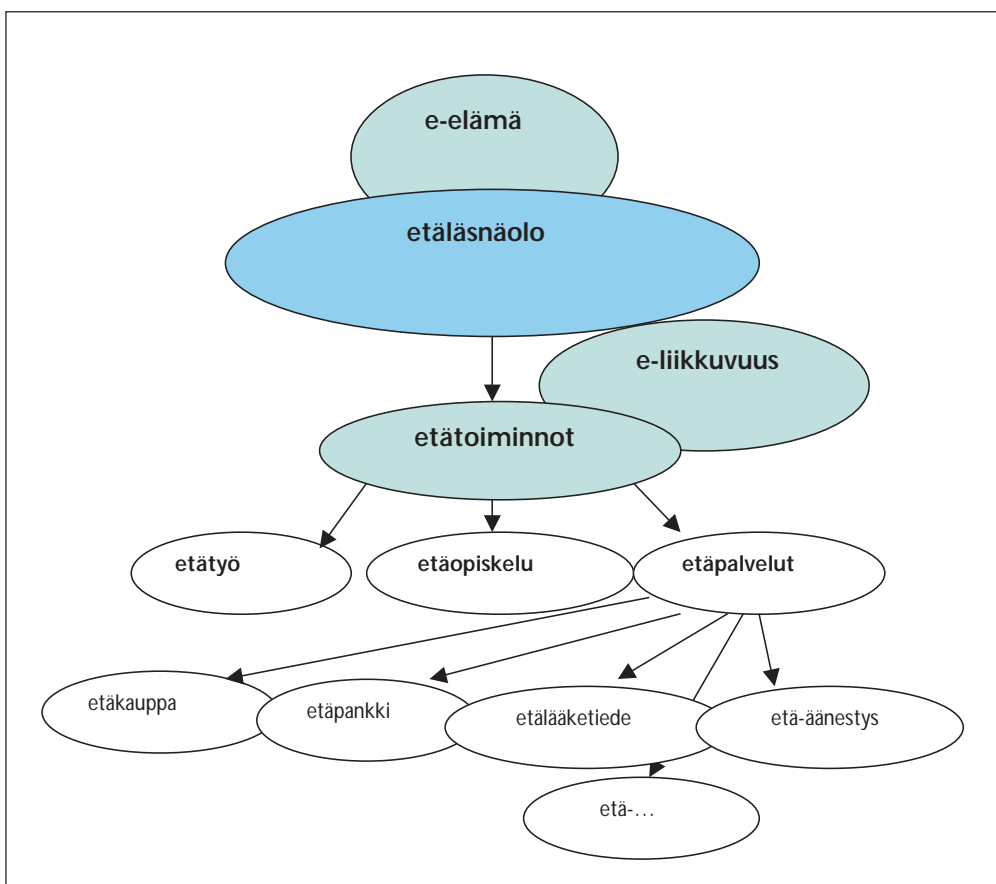 e-elämä
etäläsnäolo
e-liikkuvuus
etätoiminnot
etätyö
etäopiskelu
etäpalvelut
etäkauppa
etäpankki
etälääketiede
etä-äänestys
etä-…